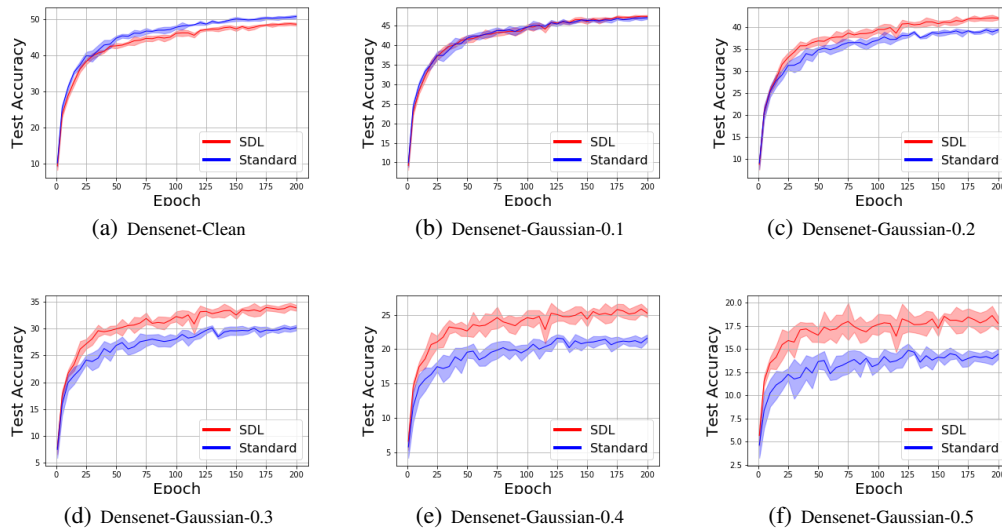 50
40
30
20
10
Test Accuracy
SDL
Standard
0 25 50 75 100 125 150 175 200
Epoch
(a) Densenet-Clean
45
40
35
30
25
20
15
10
Test Accuracy
SDL
Standard
0 25 50 75 100 125 150 175 200
Epoch
(b) Densenet-Gaussian-0.1
40
35
30
25
20
15
10
Test Accuracy
SDL
Standard
0 25 50 75 100 125 150 175 200
Epoch
(c) Densenet-Gaussian-0.2
35
30
25
20
15
10
5
Test Accuracy
SDL
Standard
0 25 50 75 100 125 150 175 200
Epoch
(d) Densenet-Gaussian-0.3
25
20
15
10
5
Test Accuracy
SDL
Standard
0 25 50 75 100 125 150 175 200
Epoch
(e) Densenet-Gaussian-0.4
20.0
17.5
15.0
12.5
10.0
7.5
5.0
2.5
Test Accuracy
SDL
Standard
0 25 50 75 100 125 150 175 200
Epoch
(f) Densenet-Gaussian-0.5